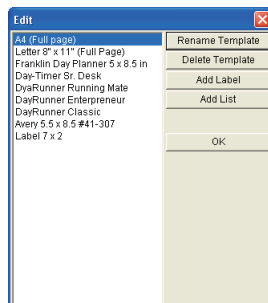 Edit
A4 (Full page)
Letter 8" x 11" (Full Page)
Franklin Day Planner 5 x 8.5 in
Day-Timer Sr. Desk
DyaRunner Running Mate
DayRunner Enterpreneur
DayRunner Classic
Avery 5.5 x 8.5 #41-307
Label 7 x 2
Rename Template
Delete Template
Add Label
Add List
OK